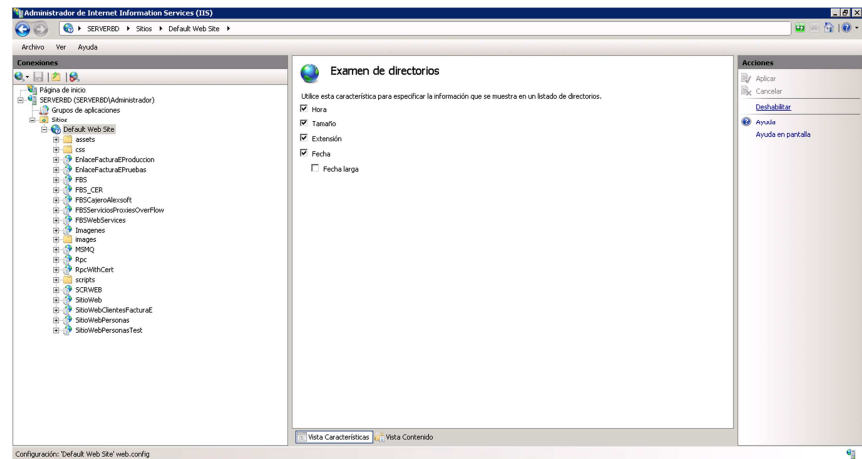 Administrador de Internet Information Services (IIS)
SERVERBD Sitios Default Web Site
Archivo Ver Ayuda
Conexiones
Página de inicio
SERVERBD (SERVERBD\Administrador)
Grupos de aplicaciones
Sitios
Default Web Site
assets
css
EnlaceFacturaEProduccion
EnlaceFacturaEPruebas
FBS
FBS_CER
FBSCajeroAlexsoft
FBSServiciosProxiesOverFlow
FBSWebServices
Imagenes
images
MSMQ
Rpc
RpcWithCert
scripts
SCRWEB
SitioWeb
SitioWebClientesFacturaE
SitioWebPersonas
SitioWebPersonasTest
Examen de directorios
Utilice esta característica para especificar la información que se muestra en un listado de directorios.
Hora
Tamaño
Extensión
Fecha
Fecha larga
Vista Características Vista Contenido
Acciones
Aplicar
Cancelar
Deshabilitar
Ayuda
Ayuda en pantalla
Configuración: 'Default Web Site' web.config